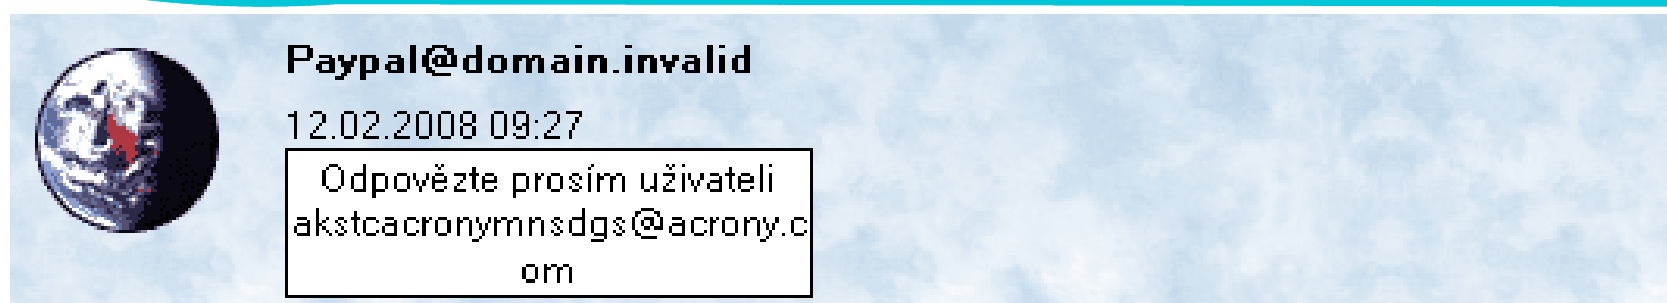 Paypal@domain.invalid
12.02.2008 09:27
Odpovězte prosím uživateli
akstcacronymnsdgs@acrony.c
om